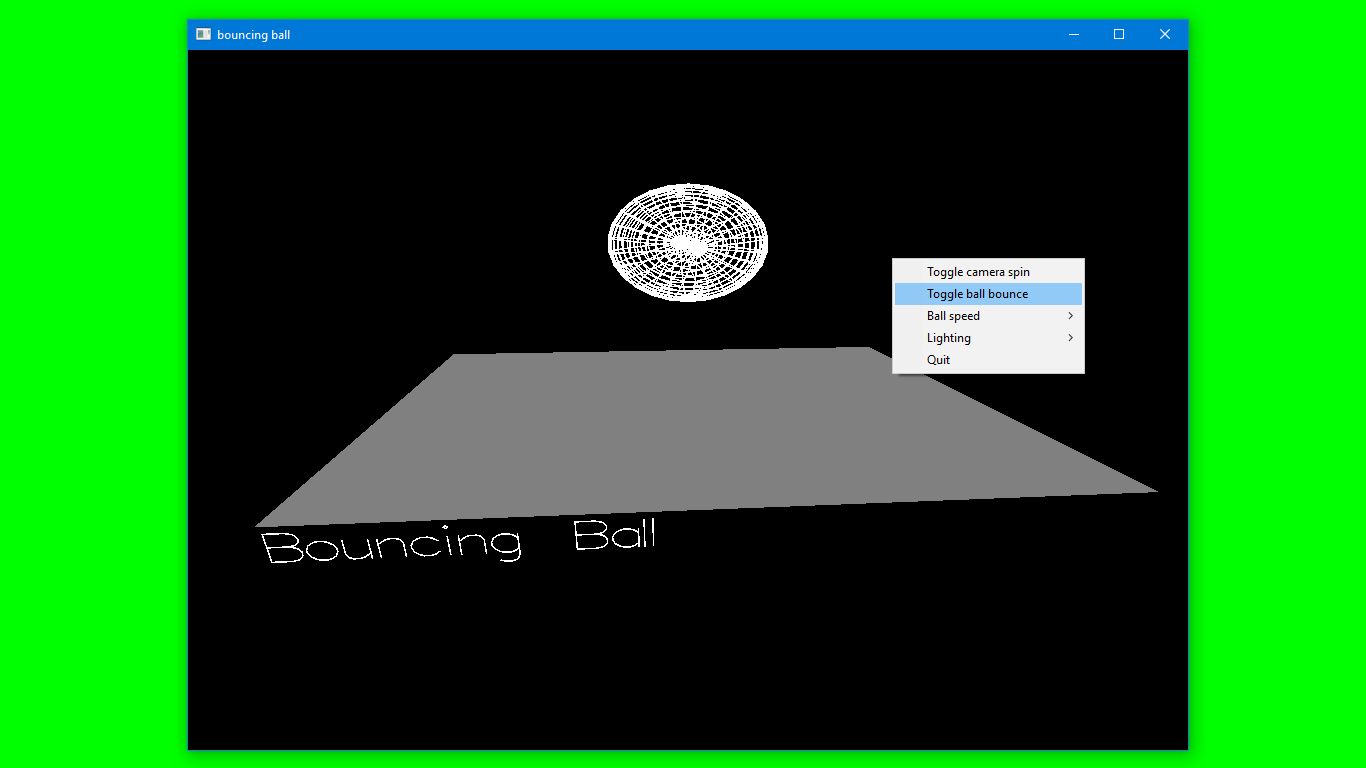 bouncing ball
Toggle camera spin
Toggle ball bounce
Ball speed
Lighting
Quit
Bouncing Ball